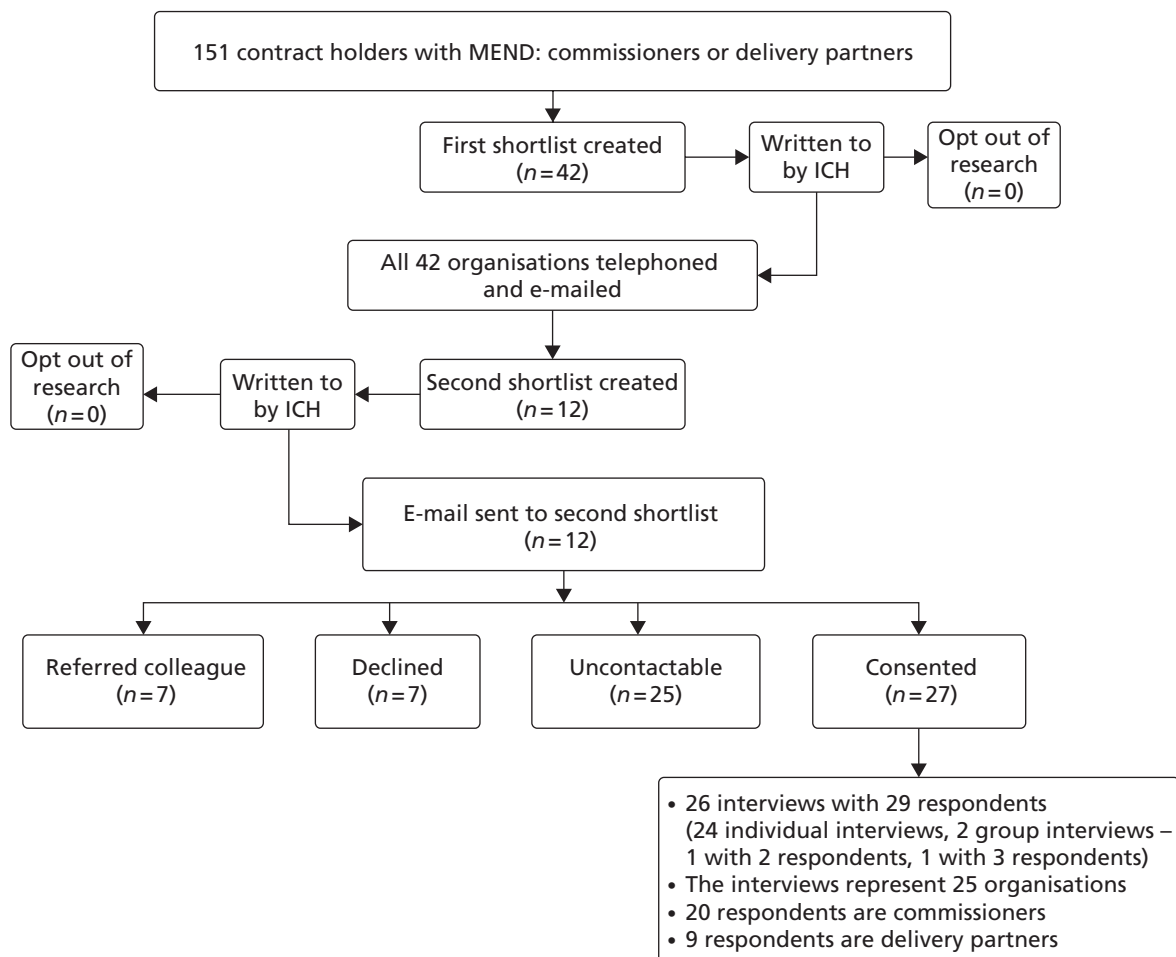 151 contract holders with MEND: commissioners or delivery partners
First shortlist created
(n=42)
Written to
by ICH
Opt out of
research
(n=0)
All 42 organisations telephoned
and e-mailed
Opt out of
research
(n=0)
Written to
by ICH
Second shortlist created
(n=12)
E-mail sent to second shortlist
(n=12)
Referred colleague
(n=7)
Declined
(n=7)
Uncontactable
(n=25)
Consented
(n=27)
• 26 interviews with 29 respondents
(24 individual interviews, 2 group interviews –
1 with 2 respondents, 1 with 3 respondents)
• The interviews represent 25 organisations
• 20 respondents are commissioners
• 9 respondents are delivery partners